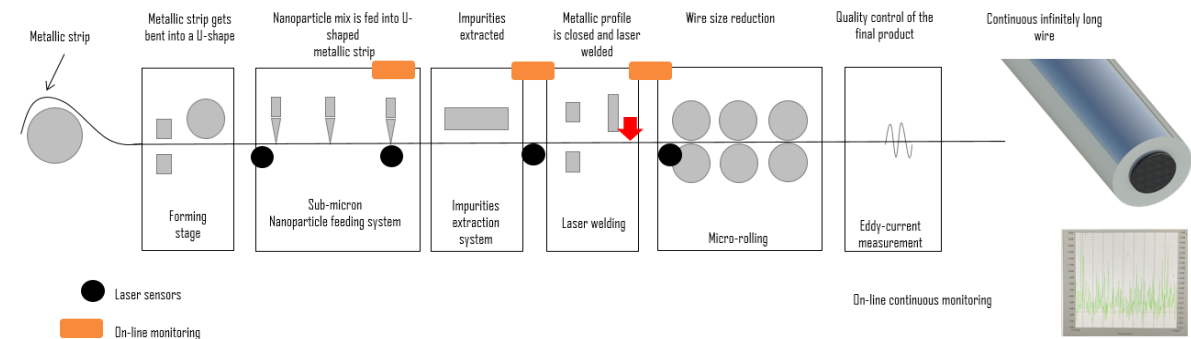 Metallic strip
Metallic strip gets
bent into a U-shape
Nanoparticle mix is fed into U-
shaped
metallic strip
Impurities
extracted
Metallic profile
is closed and laser
welded
Wire size reduction
Quality control of the
final product
Continuous infinitely long
wire
Forming
stage
Sub-micron
Nanoparticle feeding system
Impurities
extraction
system
Laser welding
Micro-rolling
Eddy-current
measurement
Laser sensors
On-line monitoring
On-line continuous monitoring